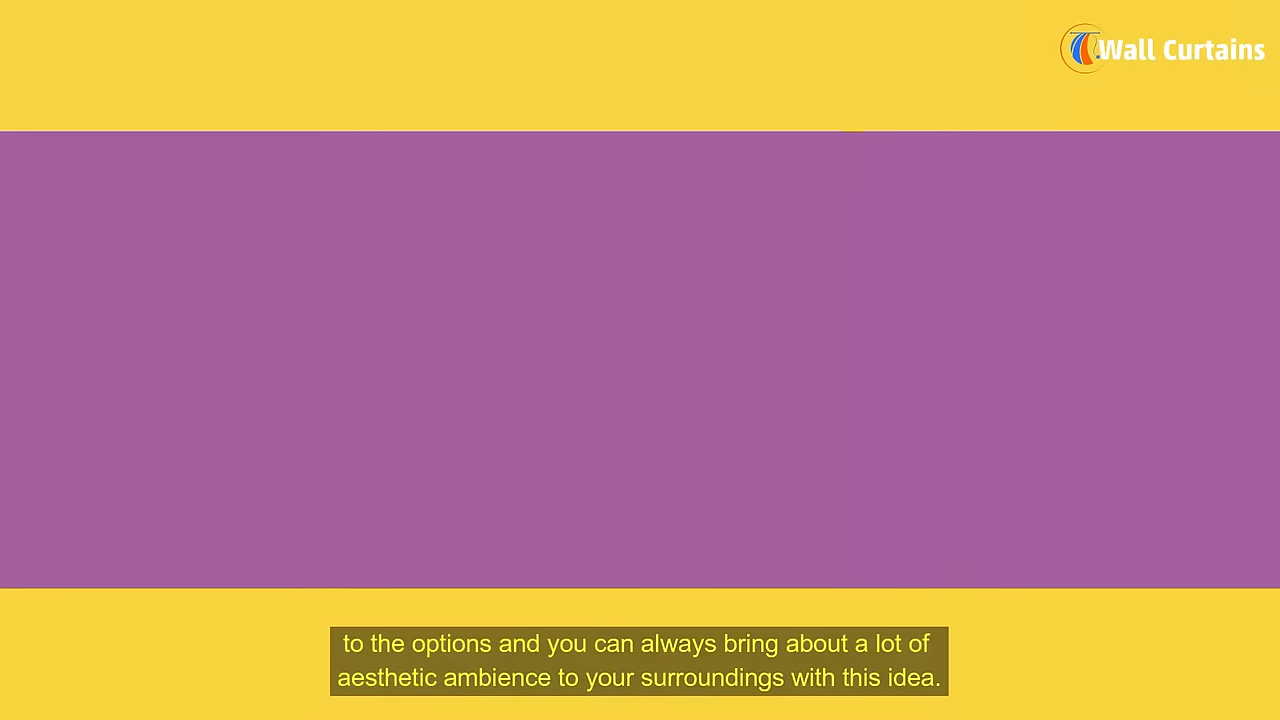 Wall Curtains
to the options and you can always bring about a lot of
aesthetic ambience to your surroundings with this idea.